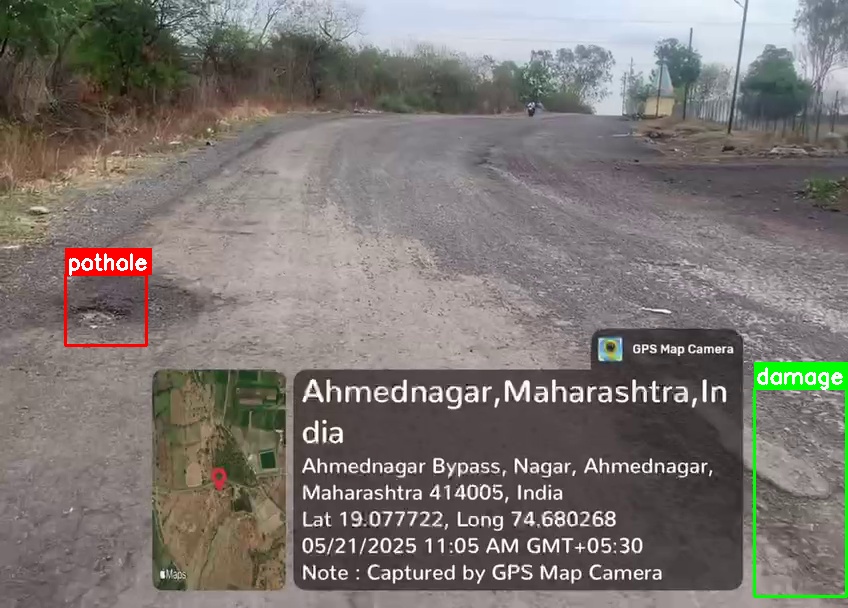 pothole
GPS Map Camera
damage
Ahmednagar,Maharashtra,In
dia
Ahmednagar Bypass, Nagar, Ahmednagar,
Maharashtra 414005, India
Lat 19.077722, Long 74.680268
05/21/2025 11:05 AM GMT+05:30
Note : Captured by GPS Map Camera
Maps